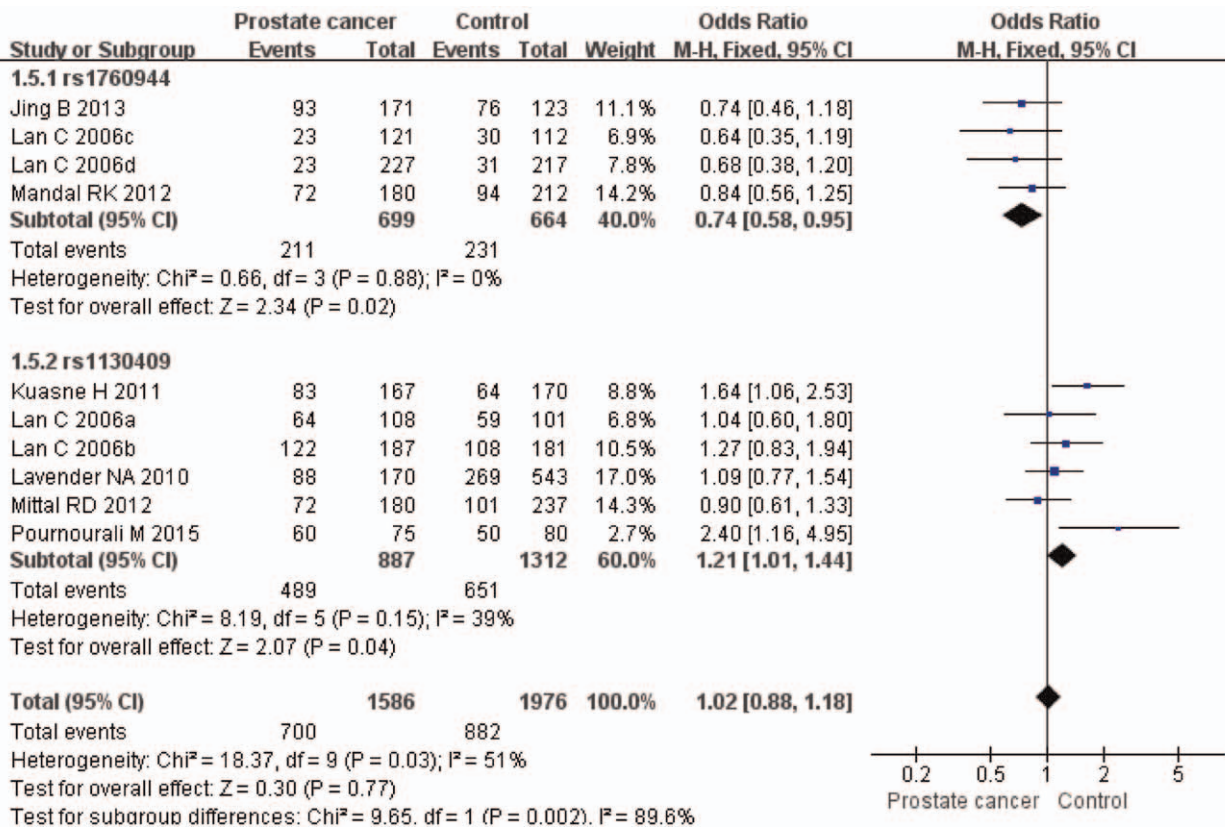 Prostate cancer Control Odds Ratio Odds Ratio
Study or Subgroup Events Total Events Total Weight M-H, Fixed, 95% CI M-H, Fixed, 95% CI
1.5.1 rs1760944
Jing B 2013 93 171 76 123 11.1% 0.74 [0.46, 1.18]
Lan C 2006c 23 121 30 112 6.9% 0.64 [0.35, 1.19]
Lan C 2006d 23 227 31 217 7.8% 0.68 [0.38, 1.20]
Mandal RK 2012 72 180 94 212 14.2% 0.84 [0.56, 1.25]
Subtotal (95% CI) 699 664 40.0% 0.74 [0.58, 0.95]
Total events 211 231
Heterogeneity: Chi² = 0.66, df = 3 (P = 0.88); I² = 0%
Test for overall effect: Z = 2.34 (P = 0.02)
1.5.2 rs1130409
Kuasne H 2011 83 167 64 170 8.8% 1.64 [1.06, 2.53]
Lan C 2006a 64 108 59 101 6.8% 1.04 [0.60, 1.80]
Lan C 2006b 122 187 108 181 10.5% 1.27 [0.83, 1.94]
Lavender NA 2010 88 170 269 543 17.0% 1.09 [0.77, 1.54]
Mittal RD 2012 72 180 101 237 14.3% 0.90 [0.61, 1.33]
Pournourali M 2015 60 75 50 80 2.7% 2.40 [1.16, 4.95]
Subtotal (95% CI) 887 1312 60.0% 1.21 [1.01, 1.44]
Total events 489 651
Heterogeneity: Chi² = 8.19, df = 5 (P = 0.15); I² = 39%
Test for overall effect: Z = 2.07 (P = 0.04)
Total (95% CI) 1586 1976 100.0% 1.02 [0.88, 1.18]
Total events 700 882
Heterogeneity: Chi² = 18.37, df = 9 (P = 0.03); I² = 51%
Test for overall effect: Z = 0.30 (P = 0.77)
Test for subgroup differences: Chi² = 9.65, df = 1 (P = 0.002), I² = 89.6%
0.2 0.5 1 2 5
Prostate cancer Control